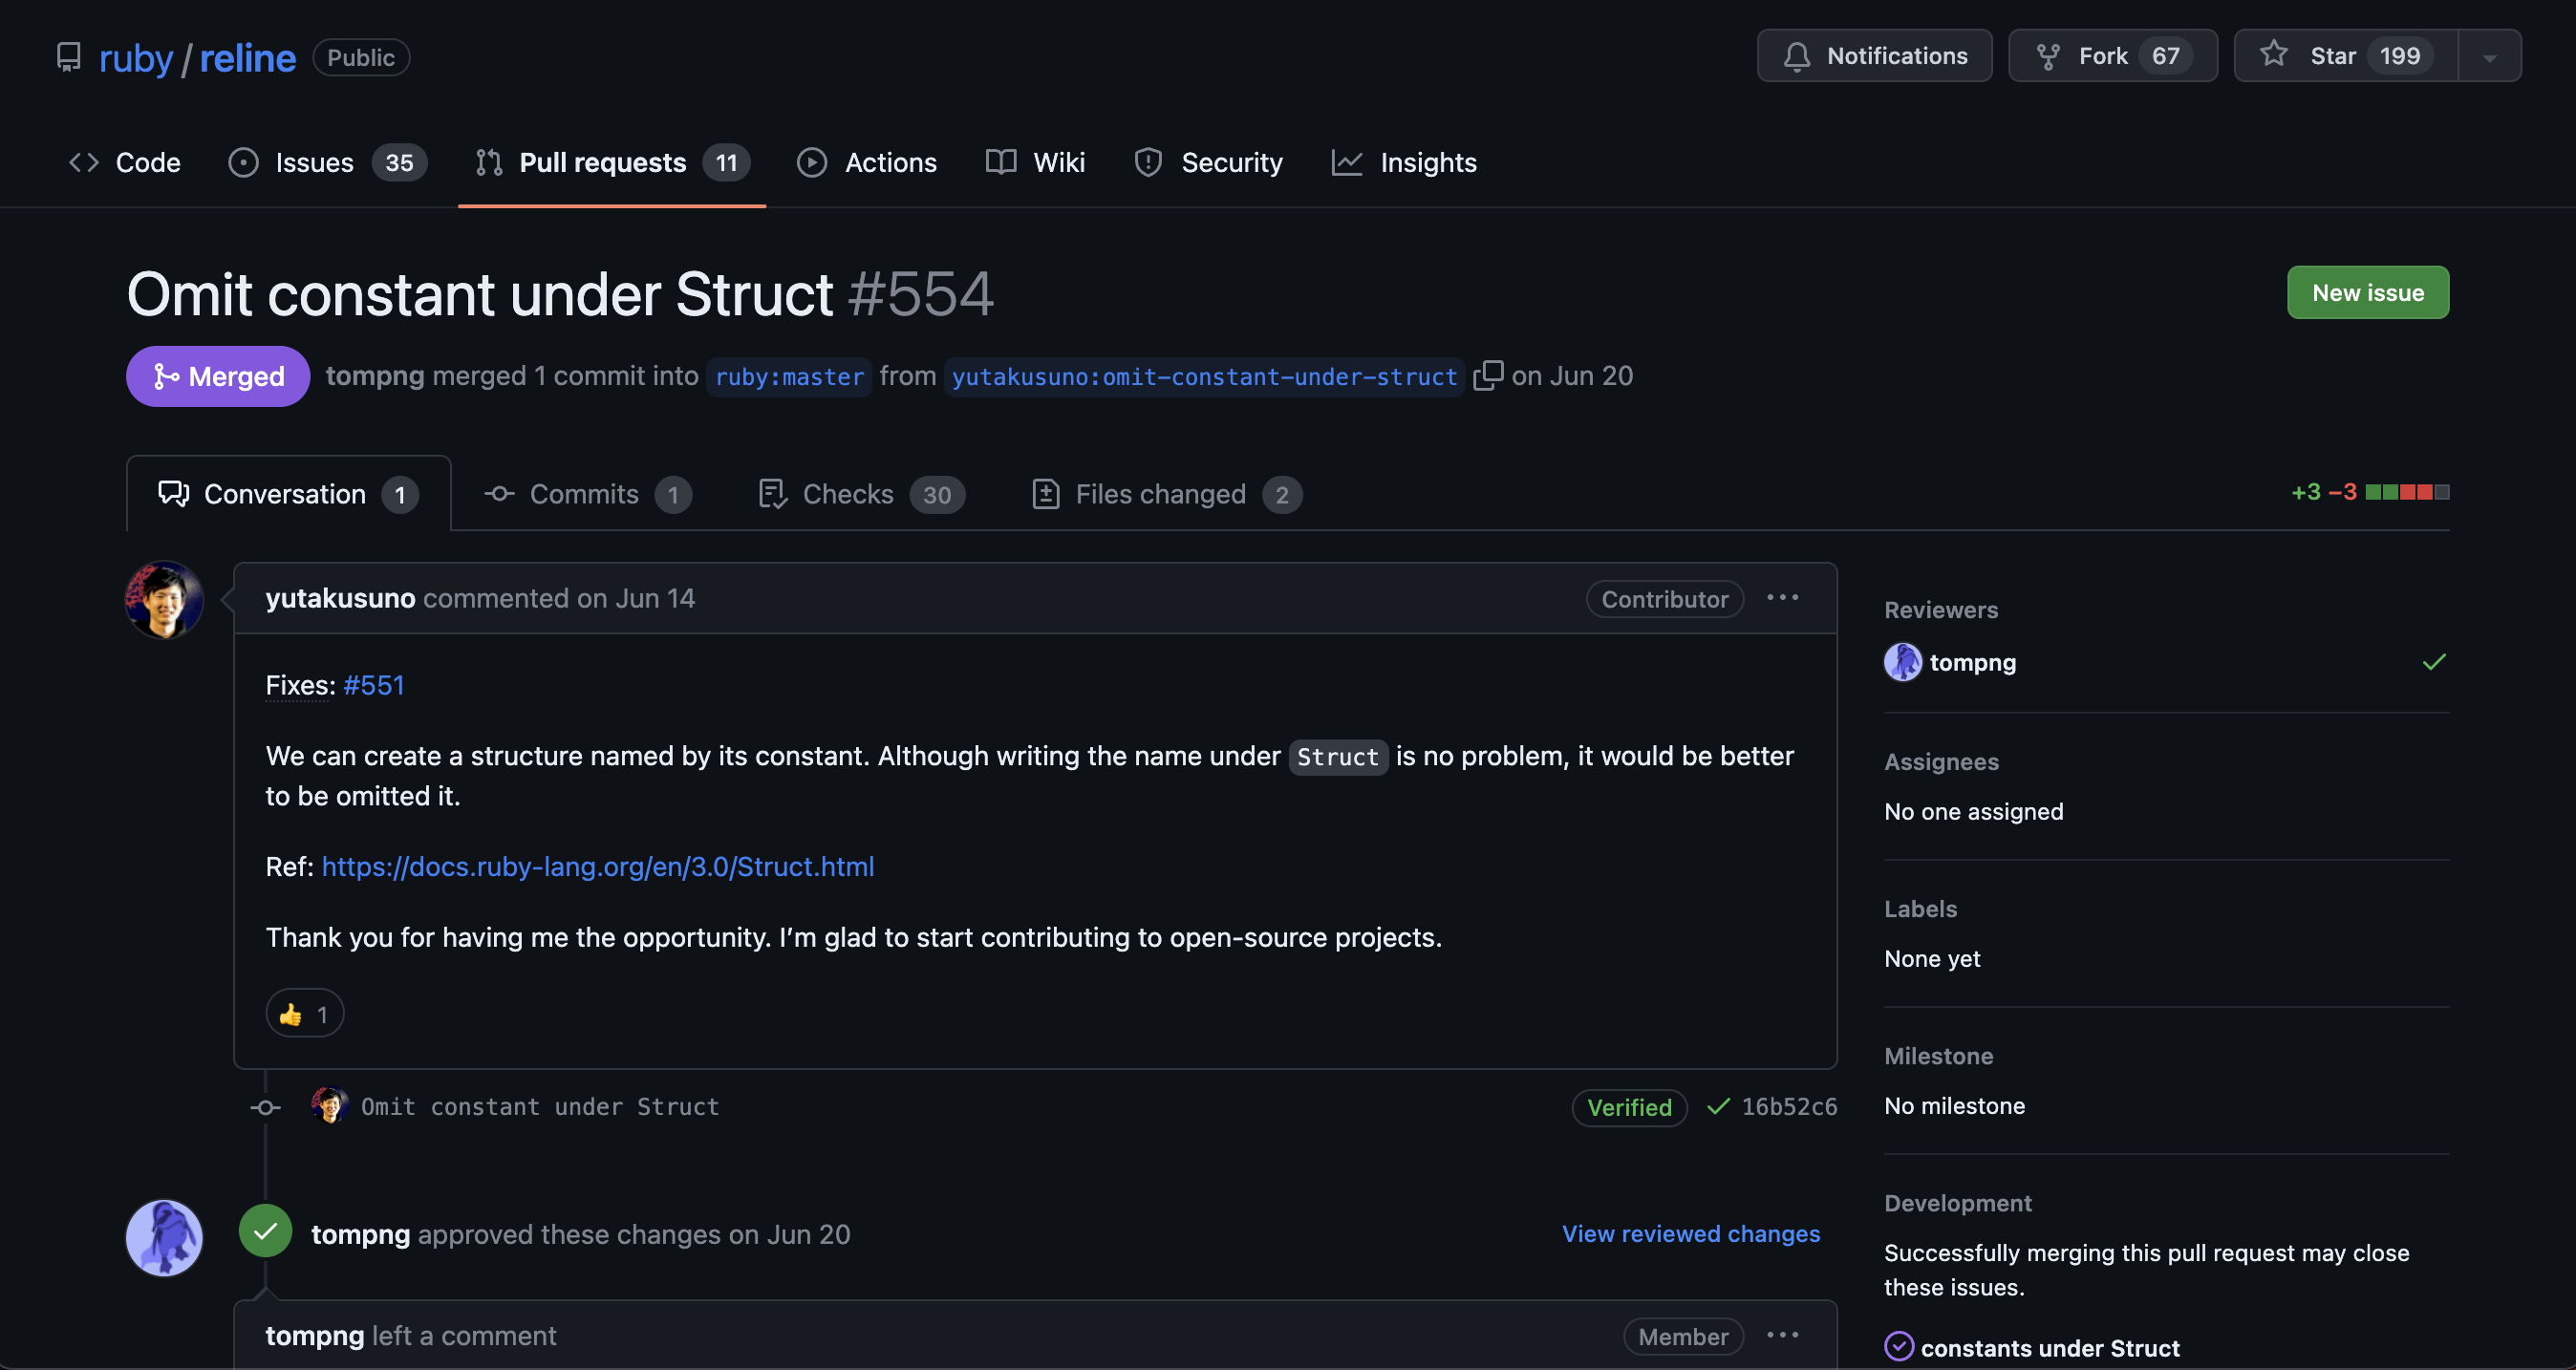 ruby / reline Public
Notifications
Fork 67
Star 199
Code
Issues 35
Pull requests 11
Actions
Wiki
Security
Insights
Omit constant under Struct #554
New issue
Merged tompng merged 1 commit into ruby:master from yutakusuno:omit-constant-under-struct on Jun 20
Conversation 1
Commits 1
Checks 30
Files changed 2
+3 −3
yutakusuno commented on Jun 14
Contributor
Fixes: #551
We can create a structure named by its constant. Although writing the name under Struct is no problem, it would be better
to be omitted it.
Ref: https://docs.ruby-lang.org/en/3.0/Struct.html
Thank you for having me the opportunity. I’m glad to start contributing to open-source projects.
👍 1
Omit constant under Struct
Verified
16b52c6
tompng approved these changes on Jun 20
View reviewed changes
tompng left a comment
Member
Reviewers
tompng
Assignees
No one assigned
Labels
None yet
Milestone
No milestone
Development
Successfully merging this pull request may close
these issues.
constants under Struct